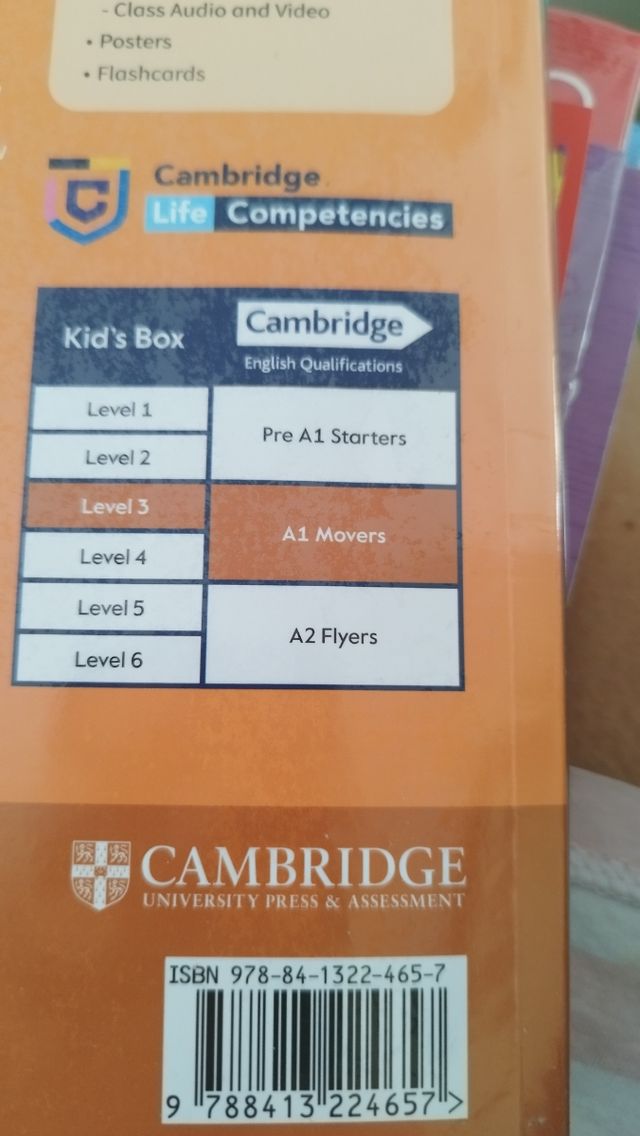 - Class Audio and Video
• Posters
• Flashcards
C
Cambridge
Life Competencies
Kid's Box
Cambridge
English Qualifications
Level 1
Level 2
Pre A1 Starters
Level 3
Level 4
A1 Movers
Level 5
Level 6
A2 Flyers
CAMBRIDGE
UNIVERSITY PRESS & ASSESSMENT
ISBN 978-84-1322-465-7
9 788413 224657 >